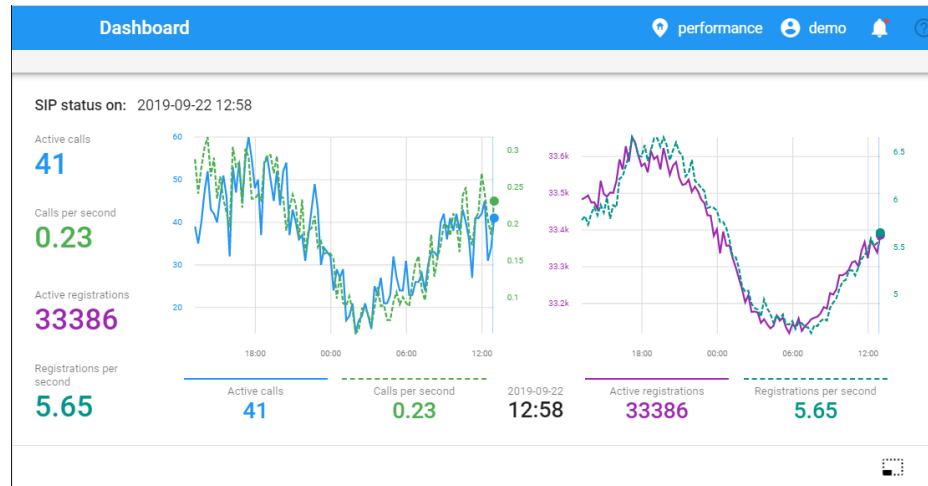 Dashboard
performance
demo
SIP status on: 2019-09-22 12:58
Active calls
41
Calls per second
0.23
Active registrations
33386
Registrations per
second
5.65
60
50
40
30
20
0.3
0.25
0.2
0.15
0.1
18:00 00:00 06:00 12:00
33.6k
33.5k
33.4k
33.3k
33.2k
6.5
6
5.5
5
18:00 00:00 06:00 12:00
Active calls
41
Calls per second
0.23
2019-09-22
12:58
Active registrations
33386
Registrations per second
5.65